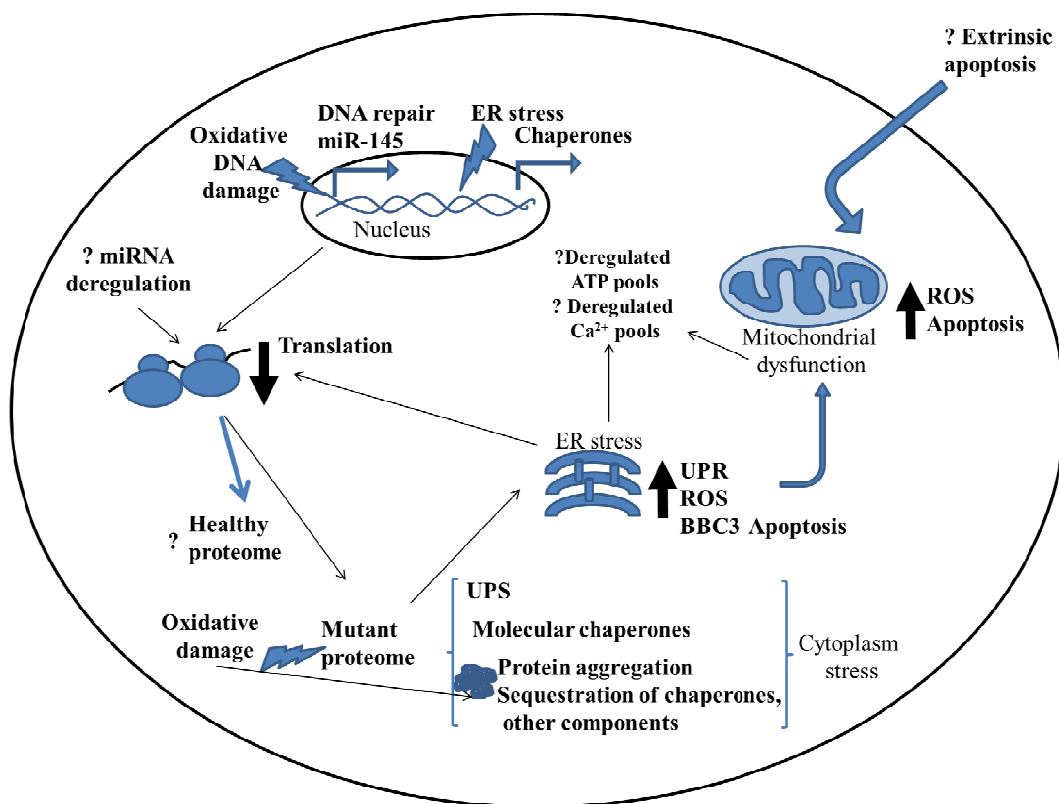 ? Extrinsic
apoptosis
DNA repair
miR-145
ER stress
Chaperones
Oxidative
DNA
damage
Nucleus
? miRNA
deregulation
?Deregulated
ATP pools
? Deregulated
Ca²⁺ pools
ROS
Apoptosis
Mitochondrial
dysfunction
Translation
ER stress
UPR
ROS
BBC3 Apoptosis
? Healthy
proteome
UPS
Molecular chaperones
Protein aggregation
Sequestration of chaperones,
other components
Oxidative
damage
Mutant
proteome
Cytoplasm
stress